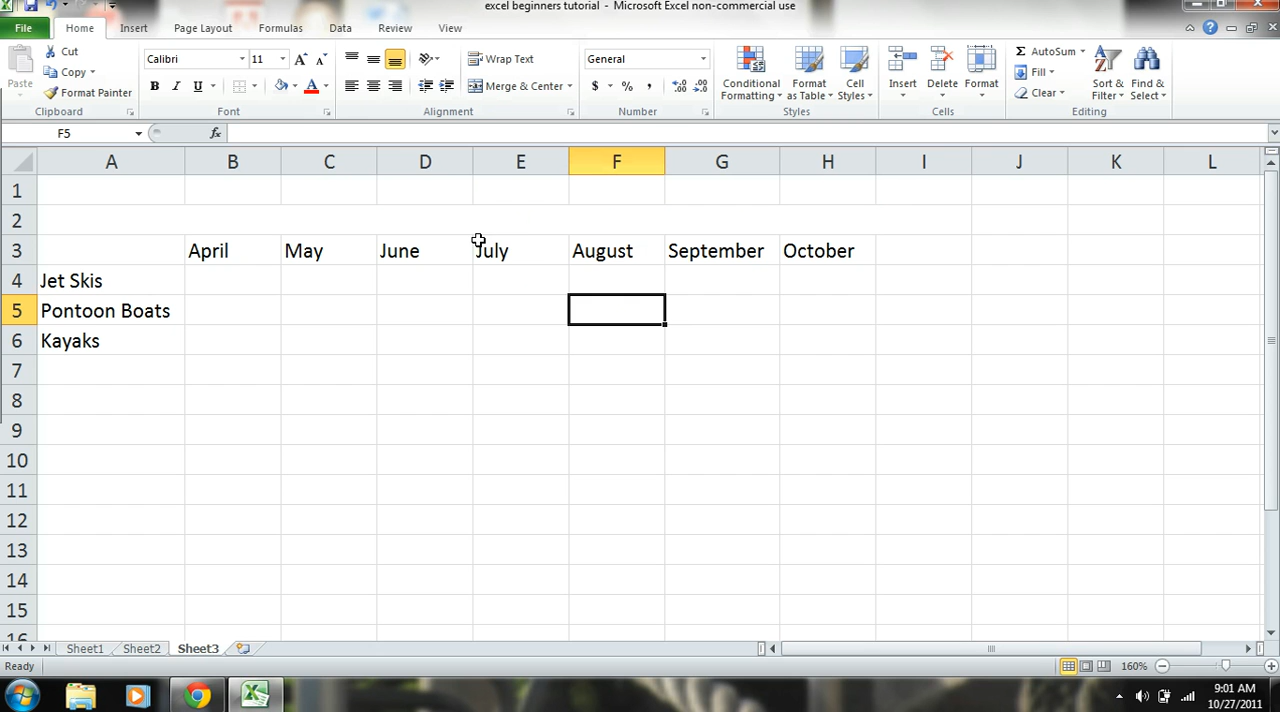 excel beginners tutorial - Microsoft Excel non-commercial use
File Home Insert Page Layout Formulas Data Review View
Paste Cut Copy Format Painter
Calibri 11
B I U A
Wrap Text
Merge & Center
General
$ % ,
Conditional Formatting
Format as Table
Cell Styles
Insert Delete Format
Σ AutoSum
Fill
Clear
Sort & Filter
Find & Select
Clipboard Font Alignment Number Styles Cells Editing
F5 fx
A B C D E F G H I J K L
1
2
3 April May June July August September October
4 Jet Skis
5 Pontoon Boats
6 Kayaks
7
8
9
10
11
12
13
14
15
16
Sheet1 Sheet2 Sheet3
Ready 160%
9:01 AM
10/27/2011